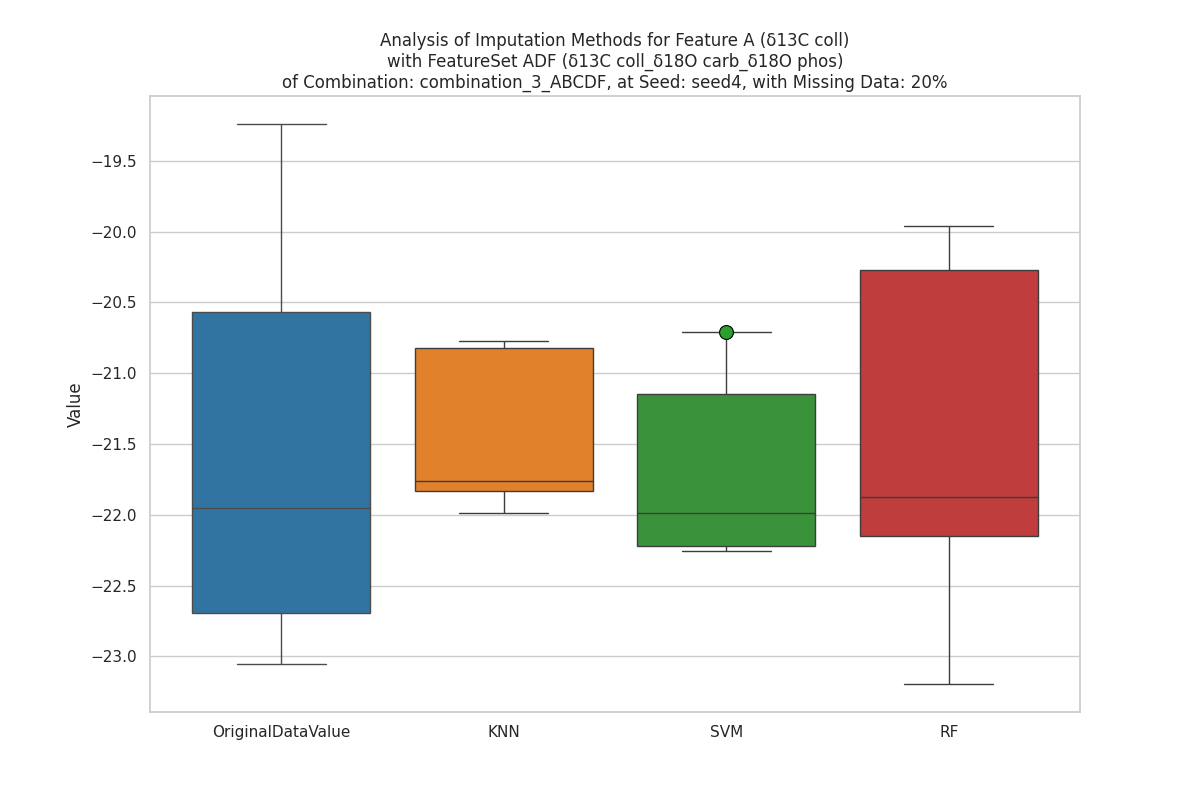 Analysis of Imputation Methods for Feature A (δ13C coll)
with FeatureSet ADF (δ13C coll_δ18O carb_δ18O phos)
of Combination: combination_3_ABCDF, at Seed: seed4, with Missing Data: 20%
Value
−19.5
−20.0
−20.5
−21.0
−21.5
−22.0
−22.5
−23.0
OriginalDataValue
KNN
SVM
RF